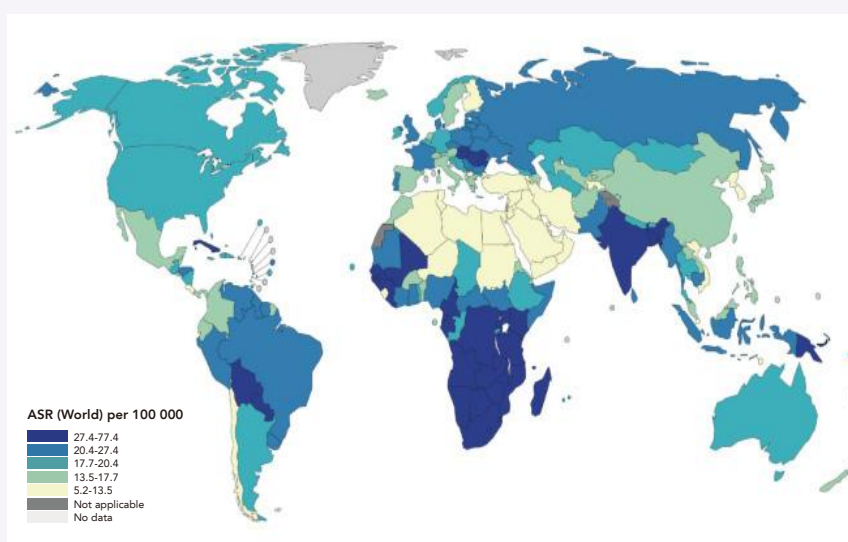 ASR (World) per 100 000
27.4-77.4
20.4-27.4
17.7-20.4
13.5-17.7
5.2-13.5
Not applicable
No data